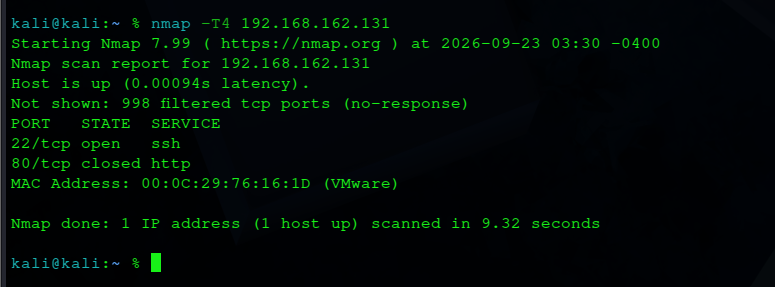 kali@kali:~ % nmap -T4 192.168.162.131
Starting Nmap 7.99 ( https://nmap.org ) at 2026-09-23 03:30 -0400
Nmap scan report for 192.168.162.131
Host is up (0.00094s latency).
Not shown: 998 filtered tcp ports (no-response)
PORT   STATE  SERVICE
22/tcp open   ssh
80/tcp closed http
MAC Address: 00:0C:29:76:16:1D (VMware)
Nmap done: 1 IP address (1 host up) scanned in 9.32 seconds
kali@kali:~ %